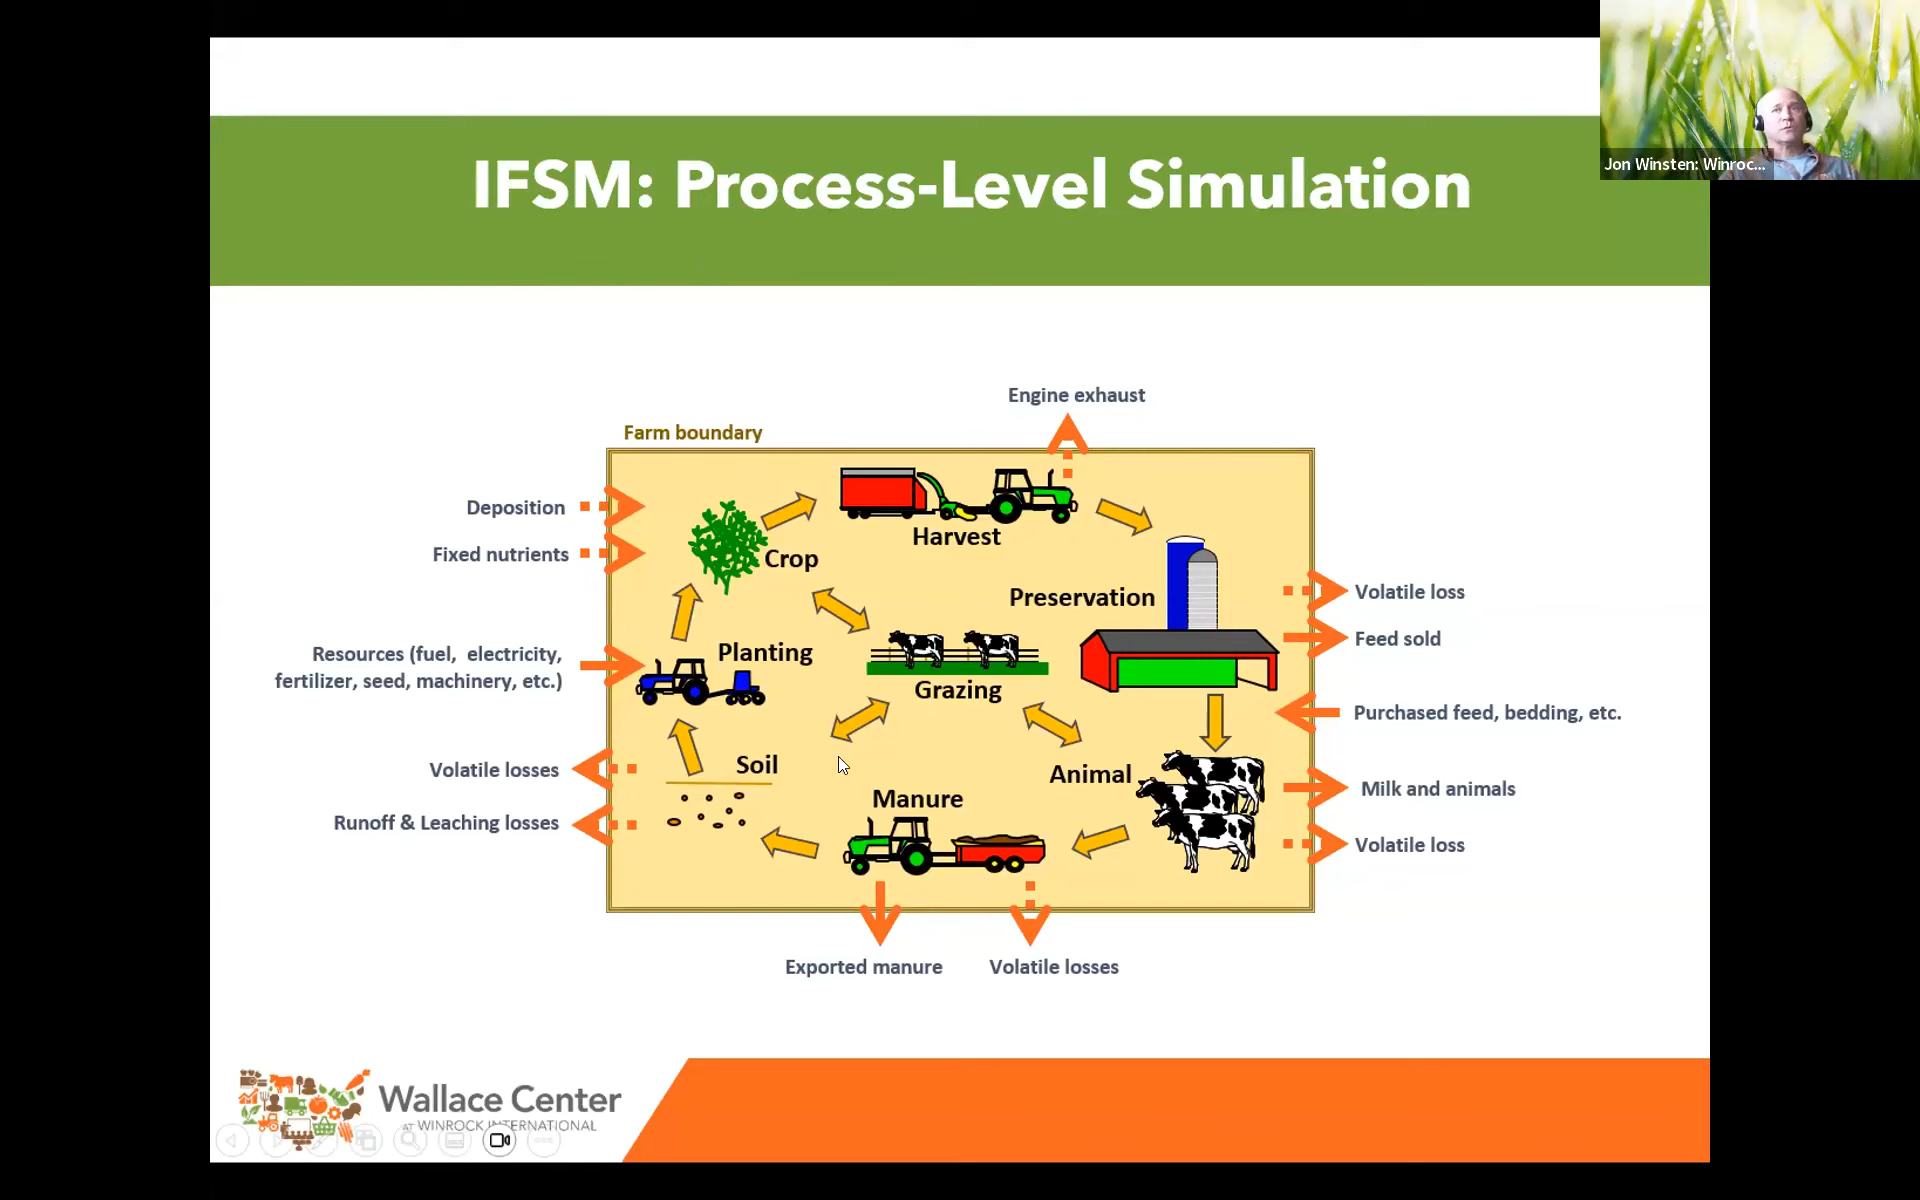 Jon Winsten: Winroc...
IFSM: Process-Level Simulation
Engine exhaust
Farm boundary
Deposition
Fixed nutrients
Resources (fuel, electricity,
fertilizer, seed, machinery, etc.)
Volatile losses
Runoff & Leaching losses
Harvest
Crop
Preservation
Planting
Grazing
Soil
Animal
Manure
Volatile loss
Feed sold
Purchased feed, bedding, etc.
Milk and animals
Volatile loss
Exported manure
Volatile losses
Wallace Center
AT WINROCK INTERNATIONAL